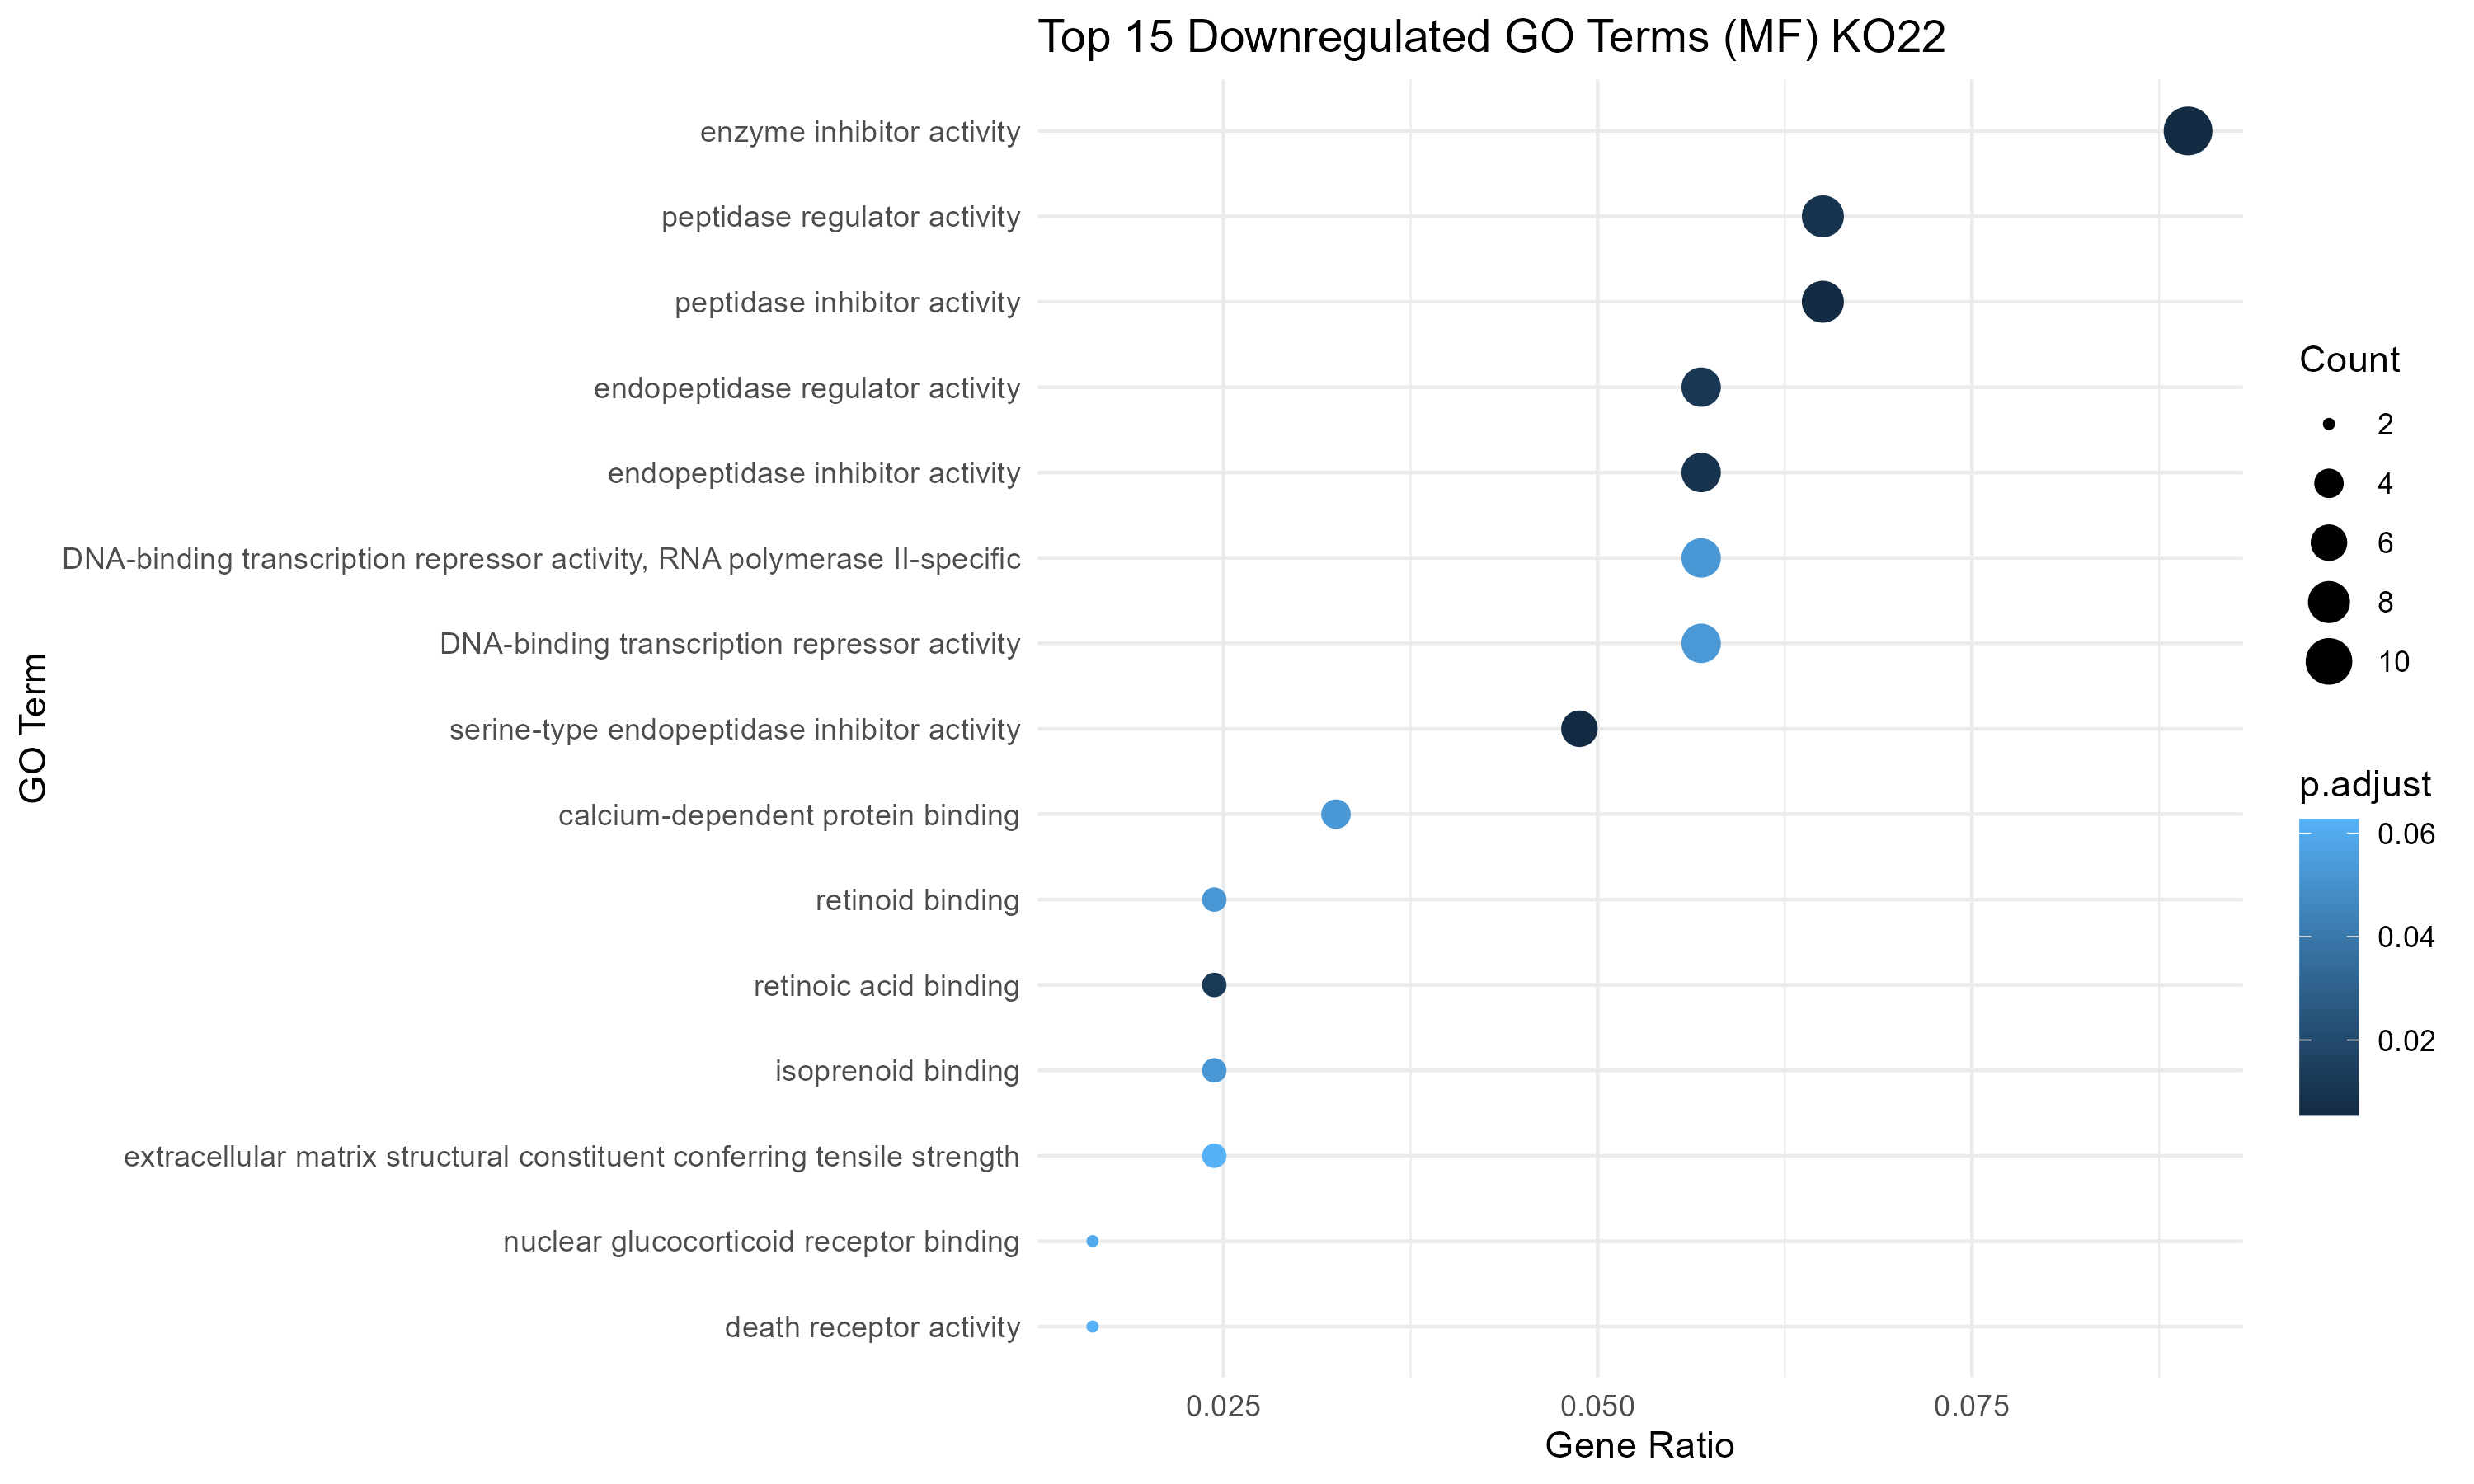 Top 15 Downregulated GO Terms (MF) KO22
GO Term
enzyme inhibitor activity
peptidase regulator activity
peptidase inhibitor activity
endopeptidase regulator activity
endopeptidase inhibitor activity
DNA-binding transcription repressor activity, RNA polymerase II-specific
DNA-binding transcription repressor activity
serine-type endopeptidase inhibitor activity
calcium-dependent protein binding
retinoid binding
retinoic acid binding
isoprenoid binding
extracellular matrix structural constituent conferring tensile strength
nuclear glucocorticoid receptor binding
death receptor activity
0.025 0.050 0.075
Gene Ratio
Count
2
4
6
8
10
p.adjust
0.06
0.04
0.02